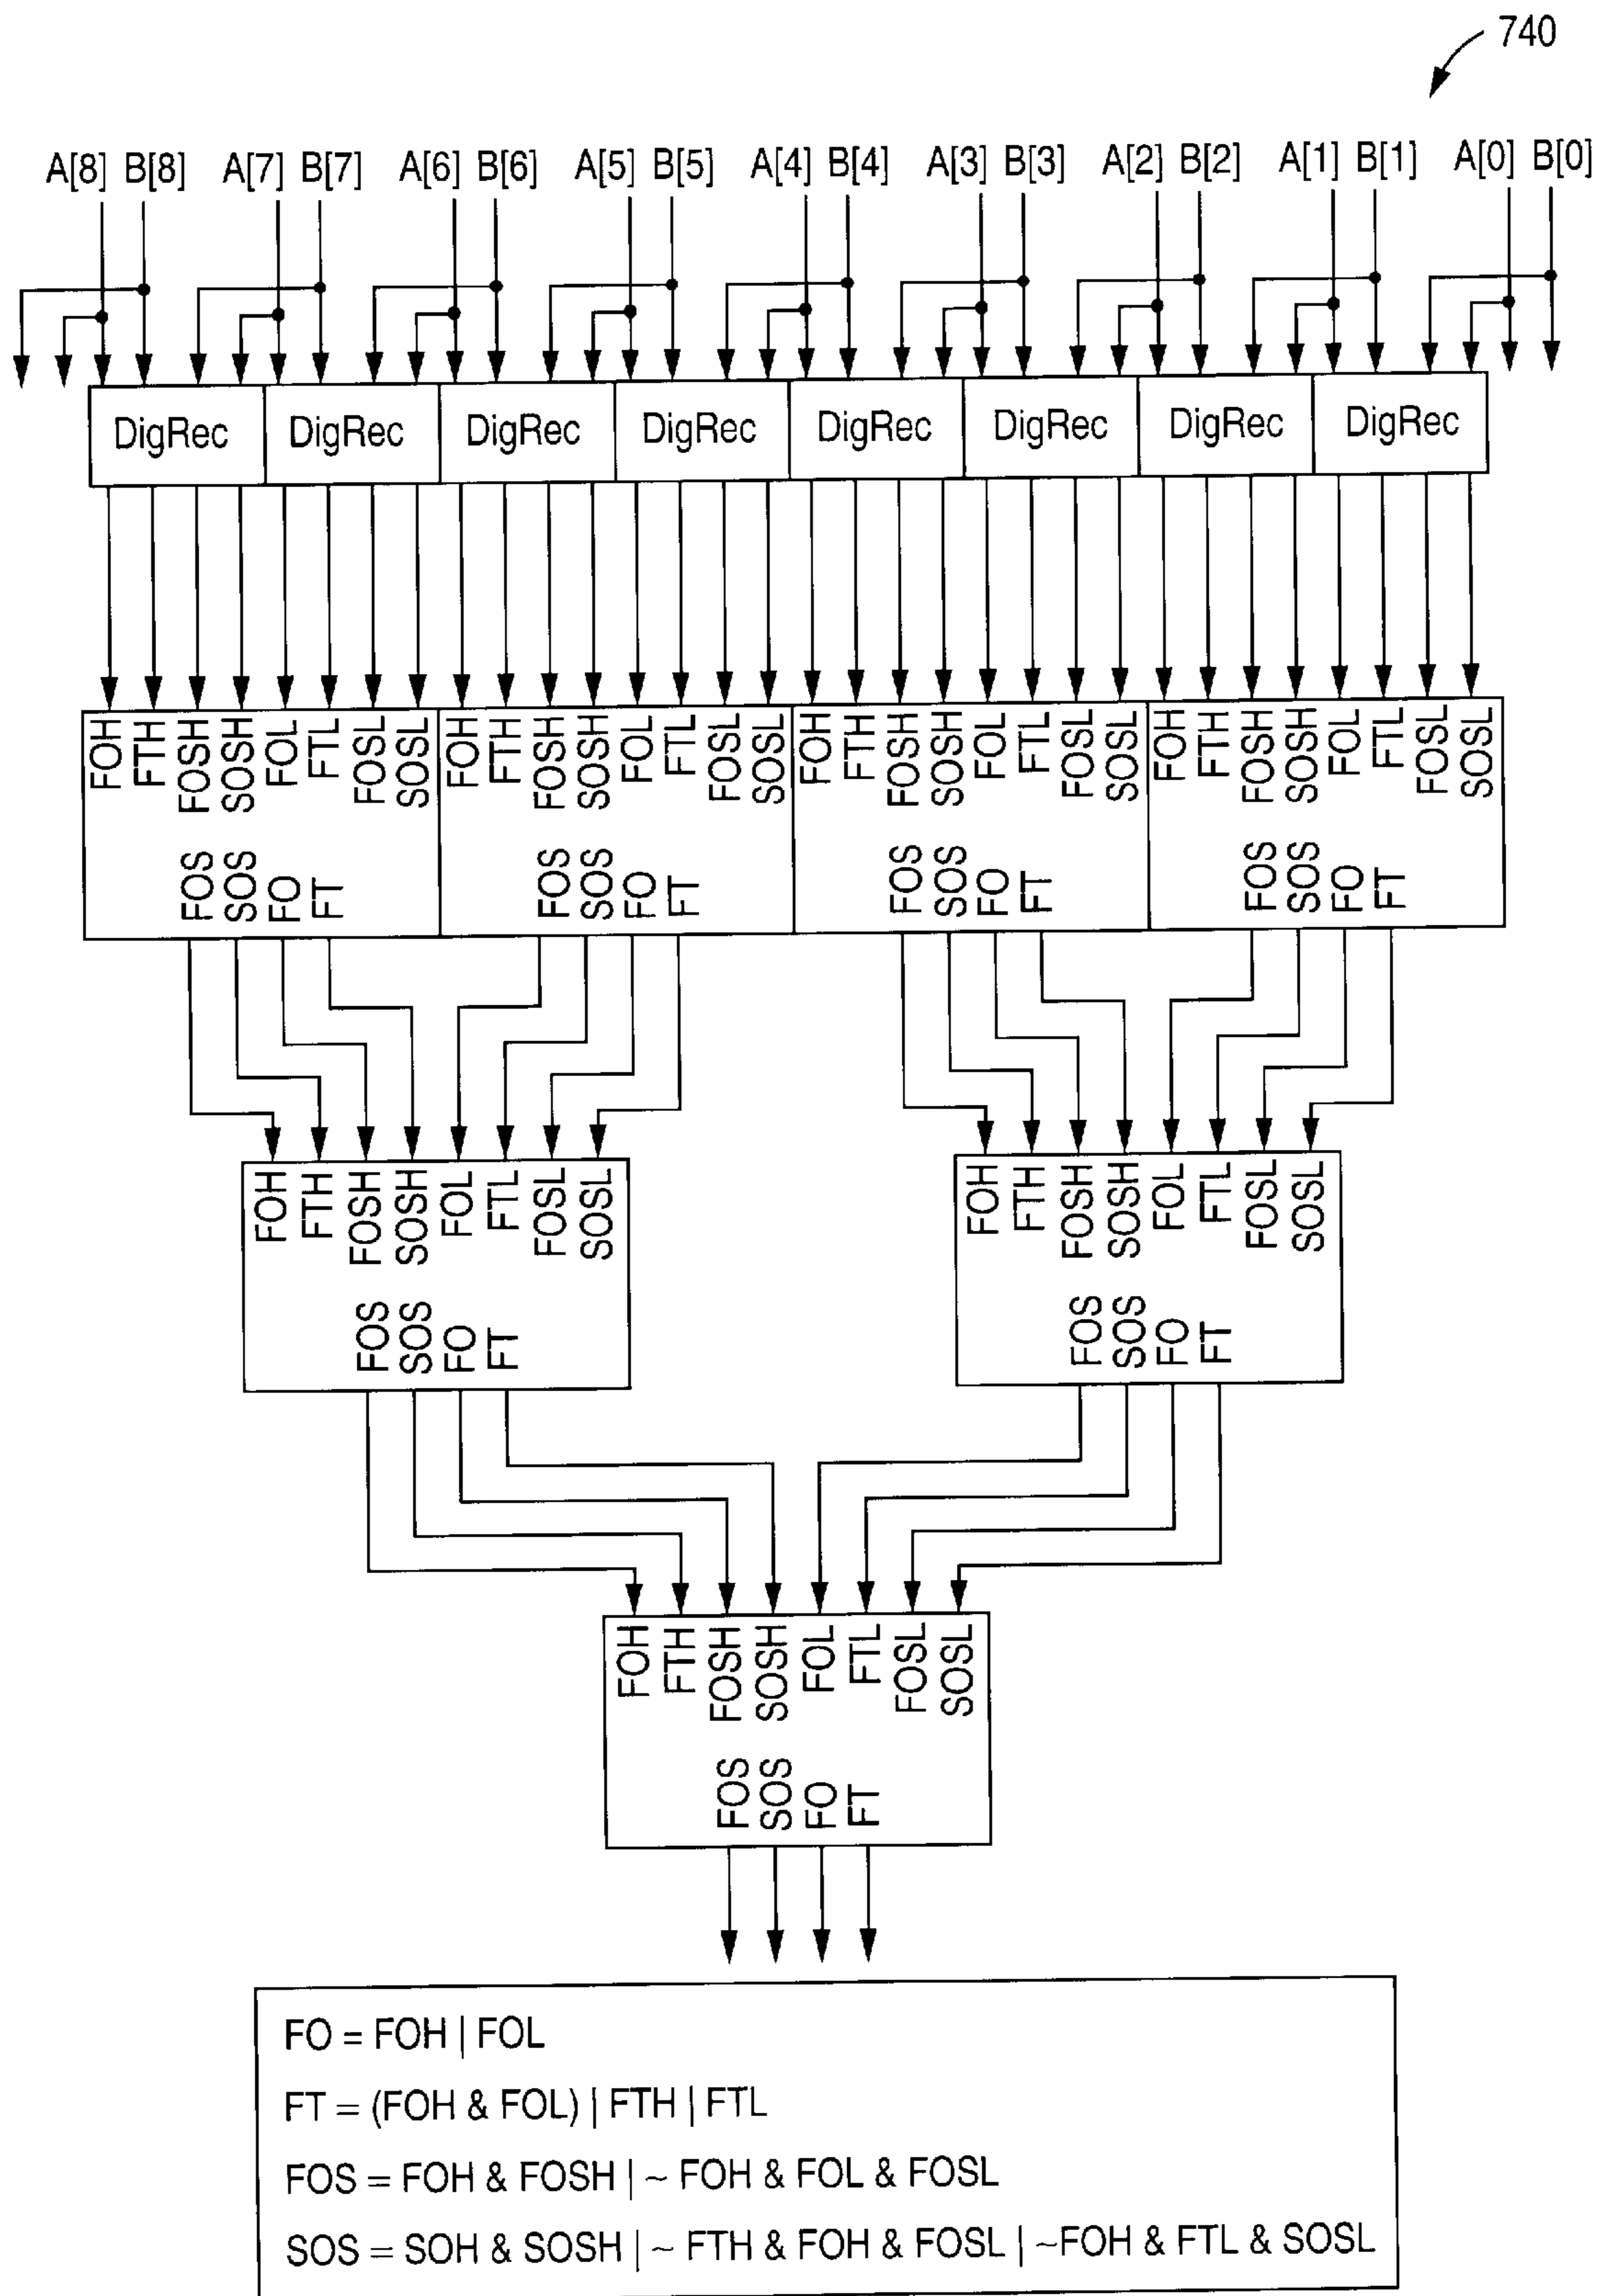 740
A[8] B[8] A[7] B[7] A[6] B[6] A[5] B[5] A[4] B[4] A[3] B[3] A[2] B[2] A[1] B[1] A[0] B[0]
DigRec DigRec DigRec DigRec DigRec DigRec DigRec DigRec
FOH FTH FOSH SOSH FOL FTL FOSL SOSL FOH FTH FOSH SOSH FOL FTL FOSL SOSL FOH FTH FOSH SOSH FOL FTL FOSL SOSL FOH FTH FOSH SOSH FOL FTL FOSL SOSL
FOS SOS FO FT FOS SOS FO FT FOS SOS FO FT FOS SOS FO FT
FOH FTH FOSH SOSH FOL FTL FOSL SOSL FOH FTH FOSH SOSH FOL FTL FOSL SOSL
FOS SOS FO FT FOS SOS FO FT
FOH FTH FOSH SOSH FOL FTL FOSL SOSL
FOS SOS FO FT
FO = FOH | FOL
FT = (FOH & FOL) | FTH | FTL
FOS = FOH & FOSH | ~ FOH & FOL & FOSL
SOS = SOH & SOSH | ~ FTH & FOH & FOSL | ~FOH & FTL & SOSL